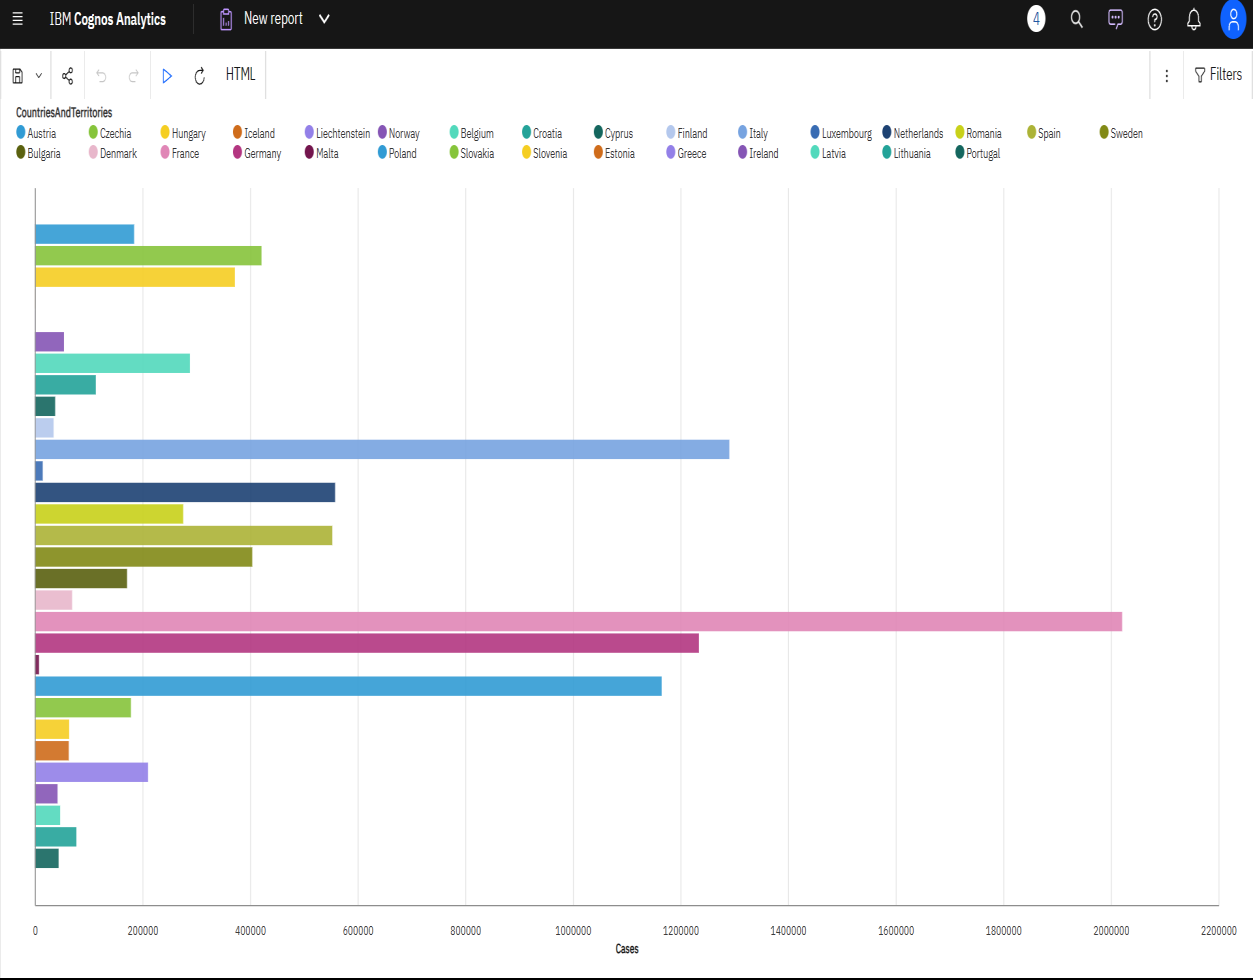 IBM Cognos Analytics New report 4
HTML Filters
CountriesAndTerritories
Austria Czechia Hungary Iceland Liechtenstein Norway Belgium Croatia Cyprus Finland Italy Luxembourg Netherlands Romania Spain Sweden
Bulgaria Denmark France Germany Malta Poland Slovakia Slovenia Estonia Greece Ireland Latvia Lithuania Portugal
0 200000 400000 600000 800000 1000000 1200000 1400000 1600000 1800000 2000000 2200000
Cases